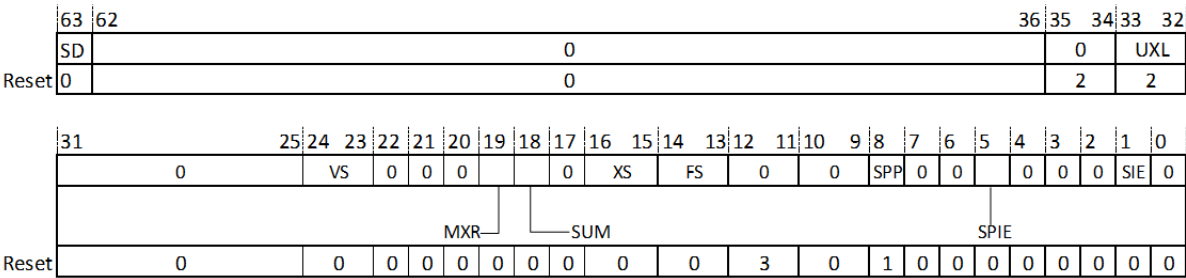 63 62 36 35 34 33 32
SD 0 0 UXL
Reset 0 0 2 2
31 25 24 23 22 21 20 19 18 17 16 15 14 13 12 11 10 9 8 7 6 5 4 3 2 1 0
0 VS 0 0 0 0 XS FS 0 0 SPP 0 0 0 0 0 SIE 0
MXR SUM SPIE
Reset 0 0 0 0 0 0 0 0 0 0 3 0 1 0 0 0 0 0 0 0 0